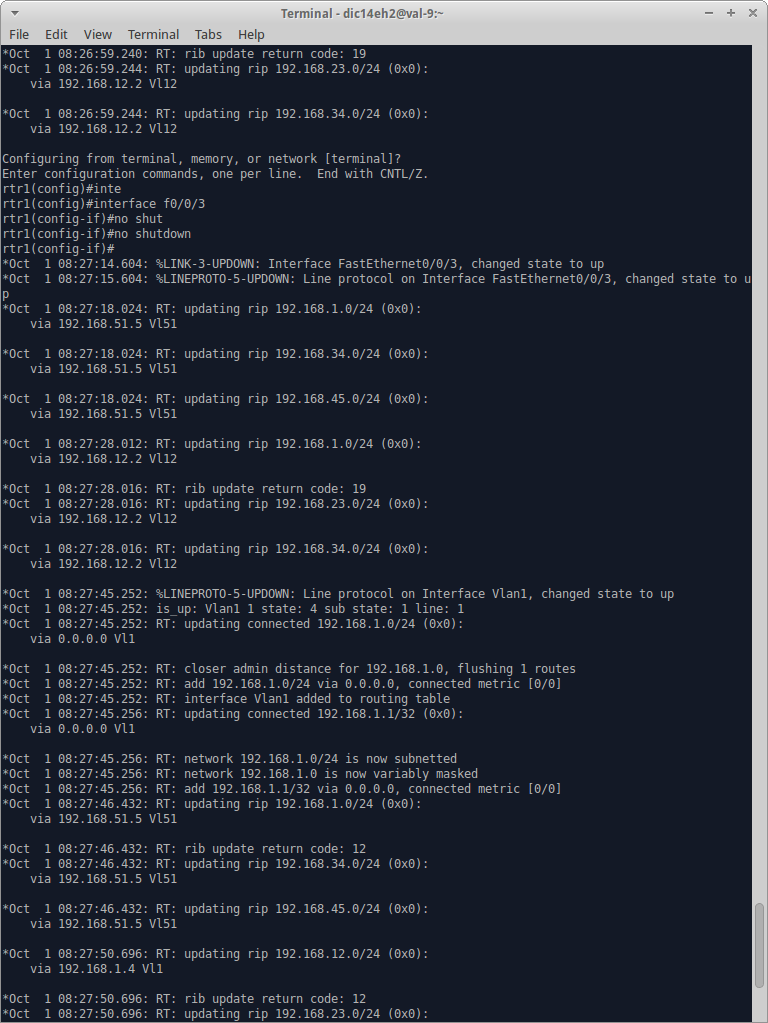 Terminal - dic14eh2@val-9:~
File Edit View Terminal Tabs Help
*Oct  1 08:26:59.240: RT: rib update return code: 19
*Oct  1 08:26:59.244: RT: updating rip 192.168.23.0/24 (0x0):
    via 192.168.12.2 Vl12
*Oct  1 08:26:59.244: RT: updating rip 192.168.34.0/24 (0x0):
    via 192.168.12.2 Vl12
Configuring from terminal, memory, or network [terminal]?
Enter configuration commands, one per line.  End with CNTL/Z.
rtr1(config)#inte
rtr1(config)#interface f0/0/3
rtr1(config-if)#no shut
rtr1(config-if)#no shutdown
rtr1(config-if)#
*Oct  1 08:27:14.604: %LINK-3-UPDOWN: Interface FastEthernet0/0/3, changed state to up
*Oct  1 08:27:15.604: %LINEPROTO-5-UPDOWN: Line protocol on Interface FastEthernet0/0/3, changed state to u
p
*Oct  1 08:27:18.024: RT: updating rip 192.168.1.0/24 (0x0):
    via 192.168.51.5 Vl51
*Oct  1 08:27:18.024: RT: updating rip 192.168.34.0/24 (0x0):
    via 192.168.51.5 Vl51
*Oct  1 08:27:18.024: RT: updating rip 192.168.45.0/24 (0x0):
    via 192.168.51.5 Vl51
*Oct  1 08:27:28.012: RT: updating rip 192.168.1.0/24 (0x0):
    via 192.168.12.2 Vl12
*Oct  1 08:27:28.016: RT: rib update return code: 19
*Oct  1 08:27:28.016: RT: updating rip 192.168.23.0/24 (0x0):
    via 192.168.12.2 Vl12
*Oct  1 08:27:28.016: RT: updating rip 192.168.34.0/24 (0x0):
    via 192.168.12.2 Vl12
*Oct  1 08:27:45.252: %LINEPROTO-5-UPDOWN: Line protocol on Interface Vlan1, changed state to up
*Oct  1 08:27:45.252: is_up: Vlan1 1 state: 4 sub state: 1 line: 1
*Oct  1 08:27:45.252: RT: updating connected 192.168.1.0/24 (0x0):
    via 0.0.0.0 Vl1
*Oct  1 08:27:45.252: RT: closer admin distance for 192.168.1.0, flushing 1 routes
*Oct  1 08:27:45.252: RT: add 192.168.1.0/24 via 0.0.0.0, connected metric [0/0]
*Oct  1 08:27:45.252: RT: interface Vlan1 added to routing table
*Oct  1 08:27:45.256: RT: updating connected 192.168.1.1/32 (0x0):
    via 0.0.0.0 Vl1
*Oct  1 08:27:45.256: RT: network 192.168.1.0/24 is now subnetted
*Oct  1 08:27:45.256: RT: network 192.168.1.0 is now variably masked
*Oct  1 08:27:45.256: RT: add 192.168.1.1/32 via 0.0.0.0, connected metric [0/0]
*Oct  1 08:27:46.432: RT: updating rip 192.168.1.0/24 (0x0):
    via 192.168.51.5 Vl51
*Oct  1 08:27:46.432: RT: rib update return code: 12
*Oct  1 08:27:46.432: RT: updating rip 192.168.34.0/24 (0x0):
    via 192.168.51.5 Vl51
*Oct  1 08:27:46.432: RT: updating rip 192.168.45.0/24 (0x0):
    via 192.168.51.5 Vl51
*Oct  1 08:27:50.696: RT: updating rip 192.168.12.0/24 (0x0):
    via 192.168.1.4 Vl1
*Oct  1 08:27:50.696: RT: rib update return code: 12
*Oct  1 08:27:50.696: RT: updating rip 192.168.23.0/24 (0x0):